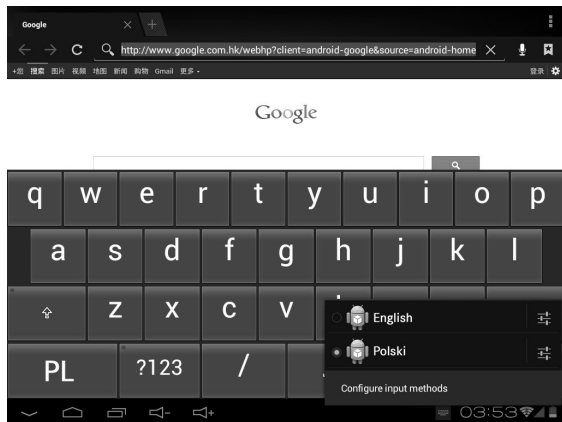 Google
http://www.google.com.hk/webhp?client=android-google&source=android-home
+您 搜索 图片 视频 地图 新闻 购物 Gmail 更多
登录
Google
q w e r t y u i o p
a s d f g h j k l
z x c v
English
PL ?123 /
Polski
Configure input methods
03:53